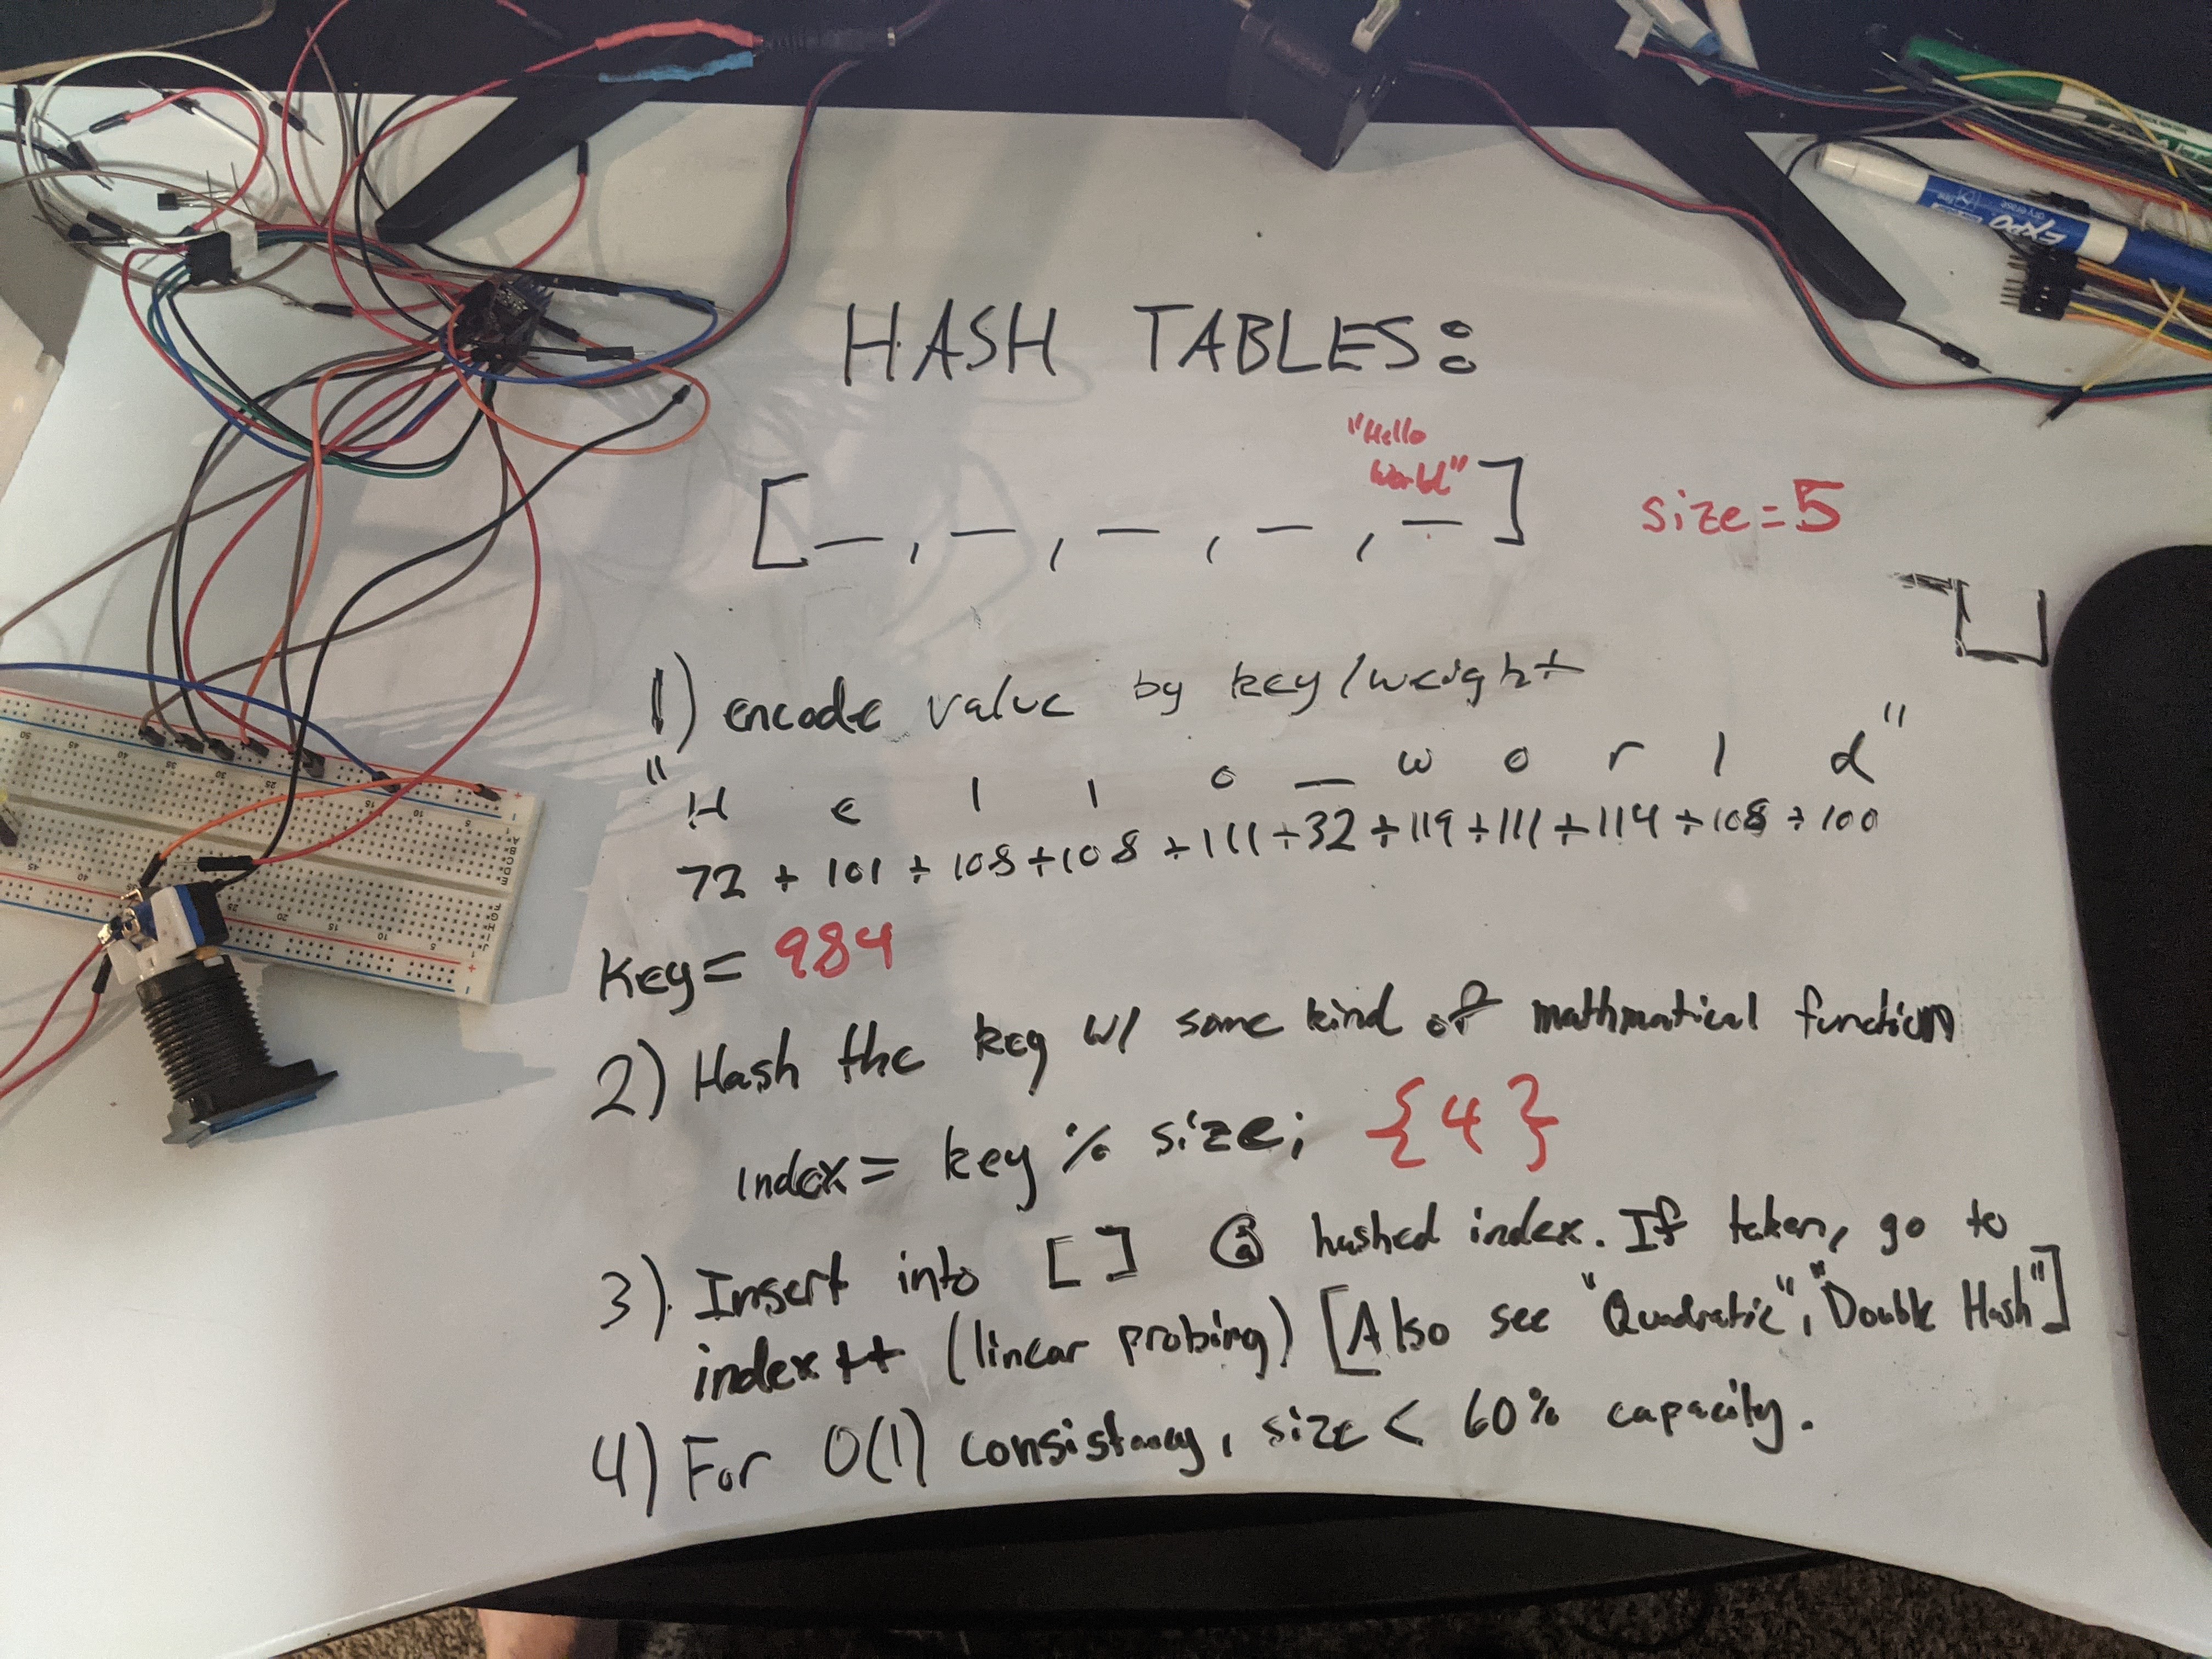 HASH TABLES:
"Hello
World"
[_, _, _, _, _]
size=5
1) encode value by key/weight
"H e l l o _ w o r l d"
72 + 101 + 108 + 108 + 111 + 32 + 119 + 111 + 114 + 108 + 100
Key= 984
2) Hash the key w/ some kind of mathmatical function
index= key % size; {4}
3) Insert into [ ] @ hashed index. If taken, go to
index++ (linear probing) [Also see "Quadratic", "Double Hash"]
4) For O(1) consistancy, size < 60% capacity.
EXPO
dry erase